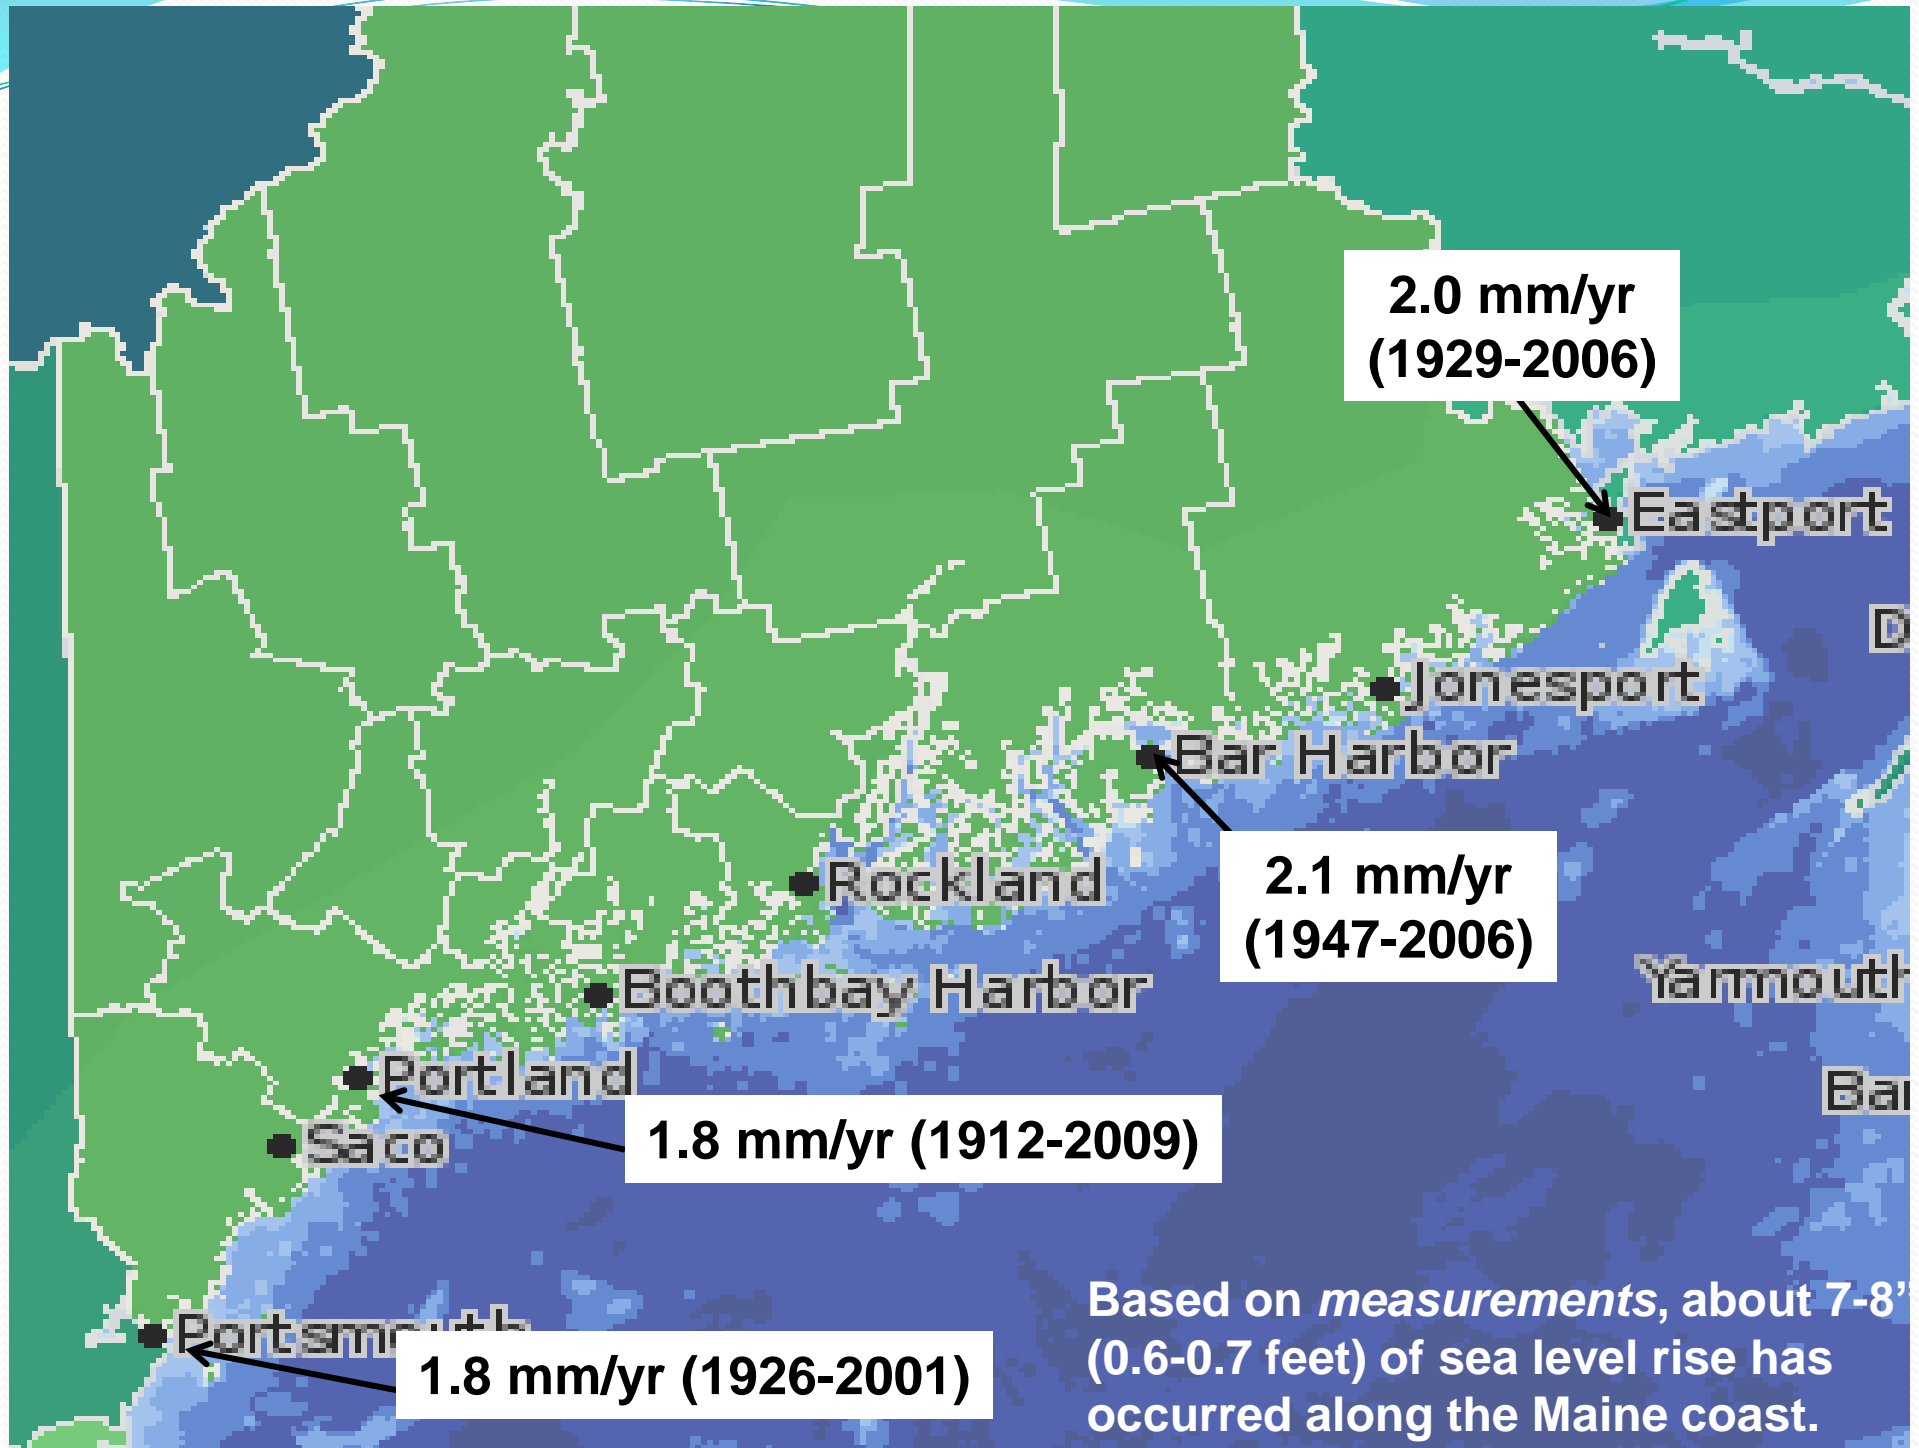 2.0 mm/yr
(1929-2006)
Eastport
D
Jonesport
Bar Harbor
2.1 mm/yr
(1947-2006)
Rockland
Yarmouth
Boothbay Harbor
Portland
Bar
1.8 mm/yr (1912-2009)
Saco
Portsmouth
1.8 mm/yr (1926-2001)
Based on measurements, about 7-8”
(0.6-0.7 feet) of sea level rise has
occurred along the Maine coast.